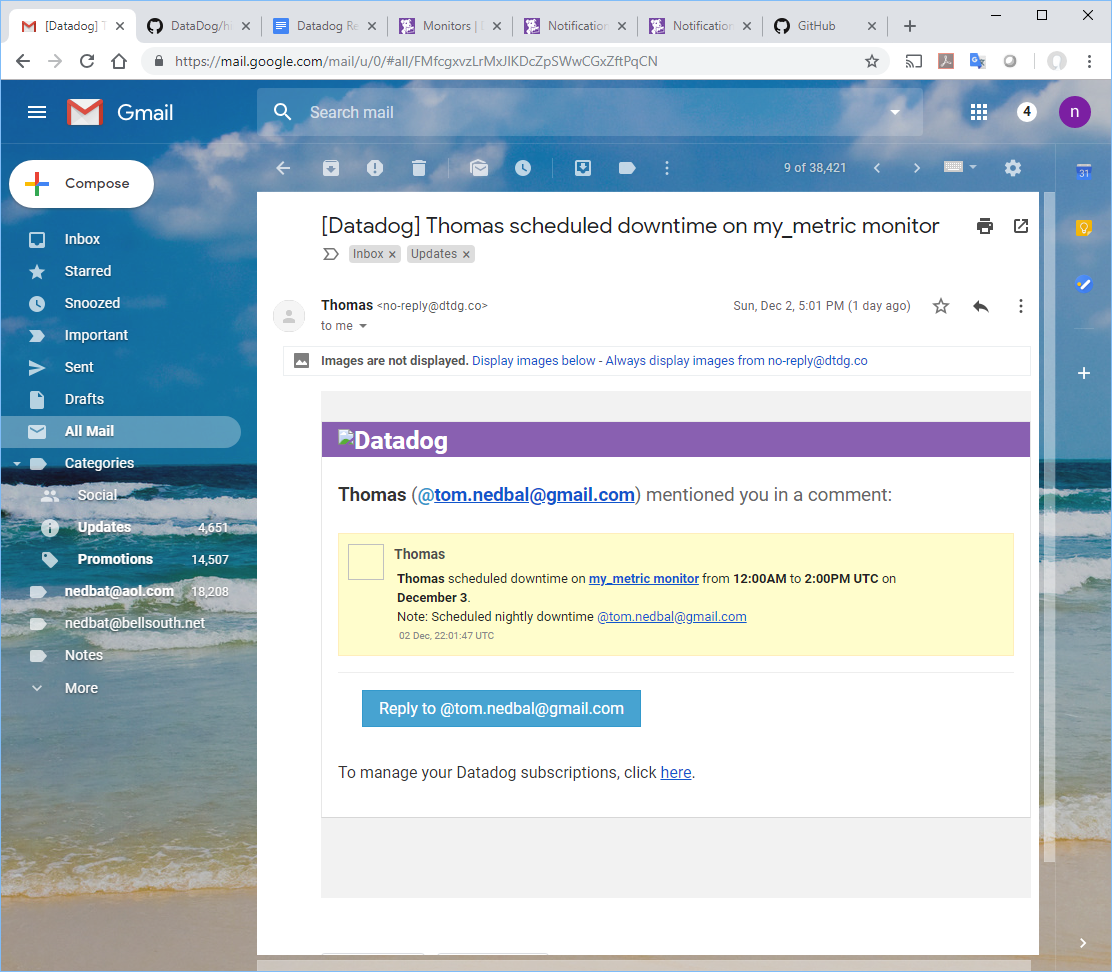 [Datadog] T
DataDog/h
Datadog Re
Monitors |
Notification
Notification
GitHub
https://mail.google.com/mail/u/0/#all/FMfcgxvzLrMxJlKDcZpSWwCGxZftPqCN
Gmail
Search mail
4
n
Compose
9 of 38,421
31
Inbox
Starred
Snoozed
Important
Sent
Drafts
All Mail
Categories
Social
Updates 4,651
Promotions 14,507
nedbat@aol.com 18,208
nedbat@bellsouth.net
Notes
More
[Datadog] Thomas scheduled downtime on my_metric monitor
Inbox x Updates x
Thomas <no-reply@dtdg.co> Sun, Dec 2, 5:01 PM (1 day ago)
to me
Images are not displayed. Display images below - Always display images from no-reply@dtdg.co
Datadog
Thomas (@tom.nedbal@gmail.com) mentioned you in a comment:
Thomas
Thomas scheduled downtime on my_metric monitor from 12:00AM to 2:00PM UTC on
December 3.
Note: Scheduled nightly downtime @tom.nedbal@gmail.com
02 Dec, 22:01:47 UTC
Reply to @tom.nedbal@gmail.com
To manage your Datadog subscriptions, click here.